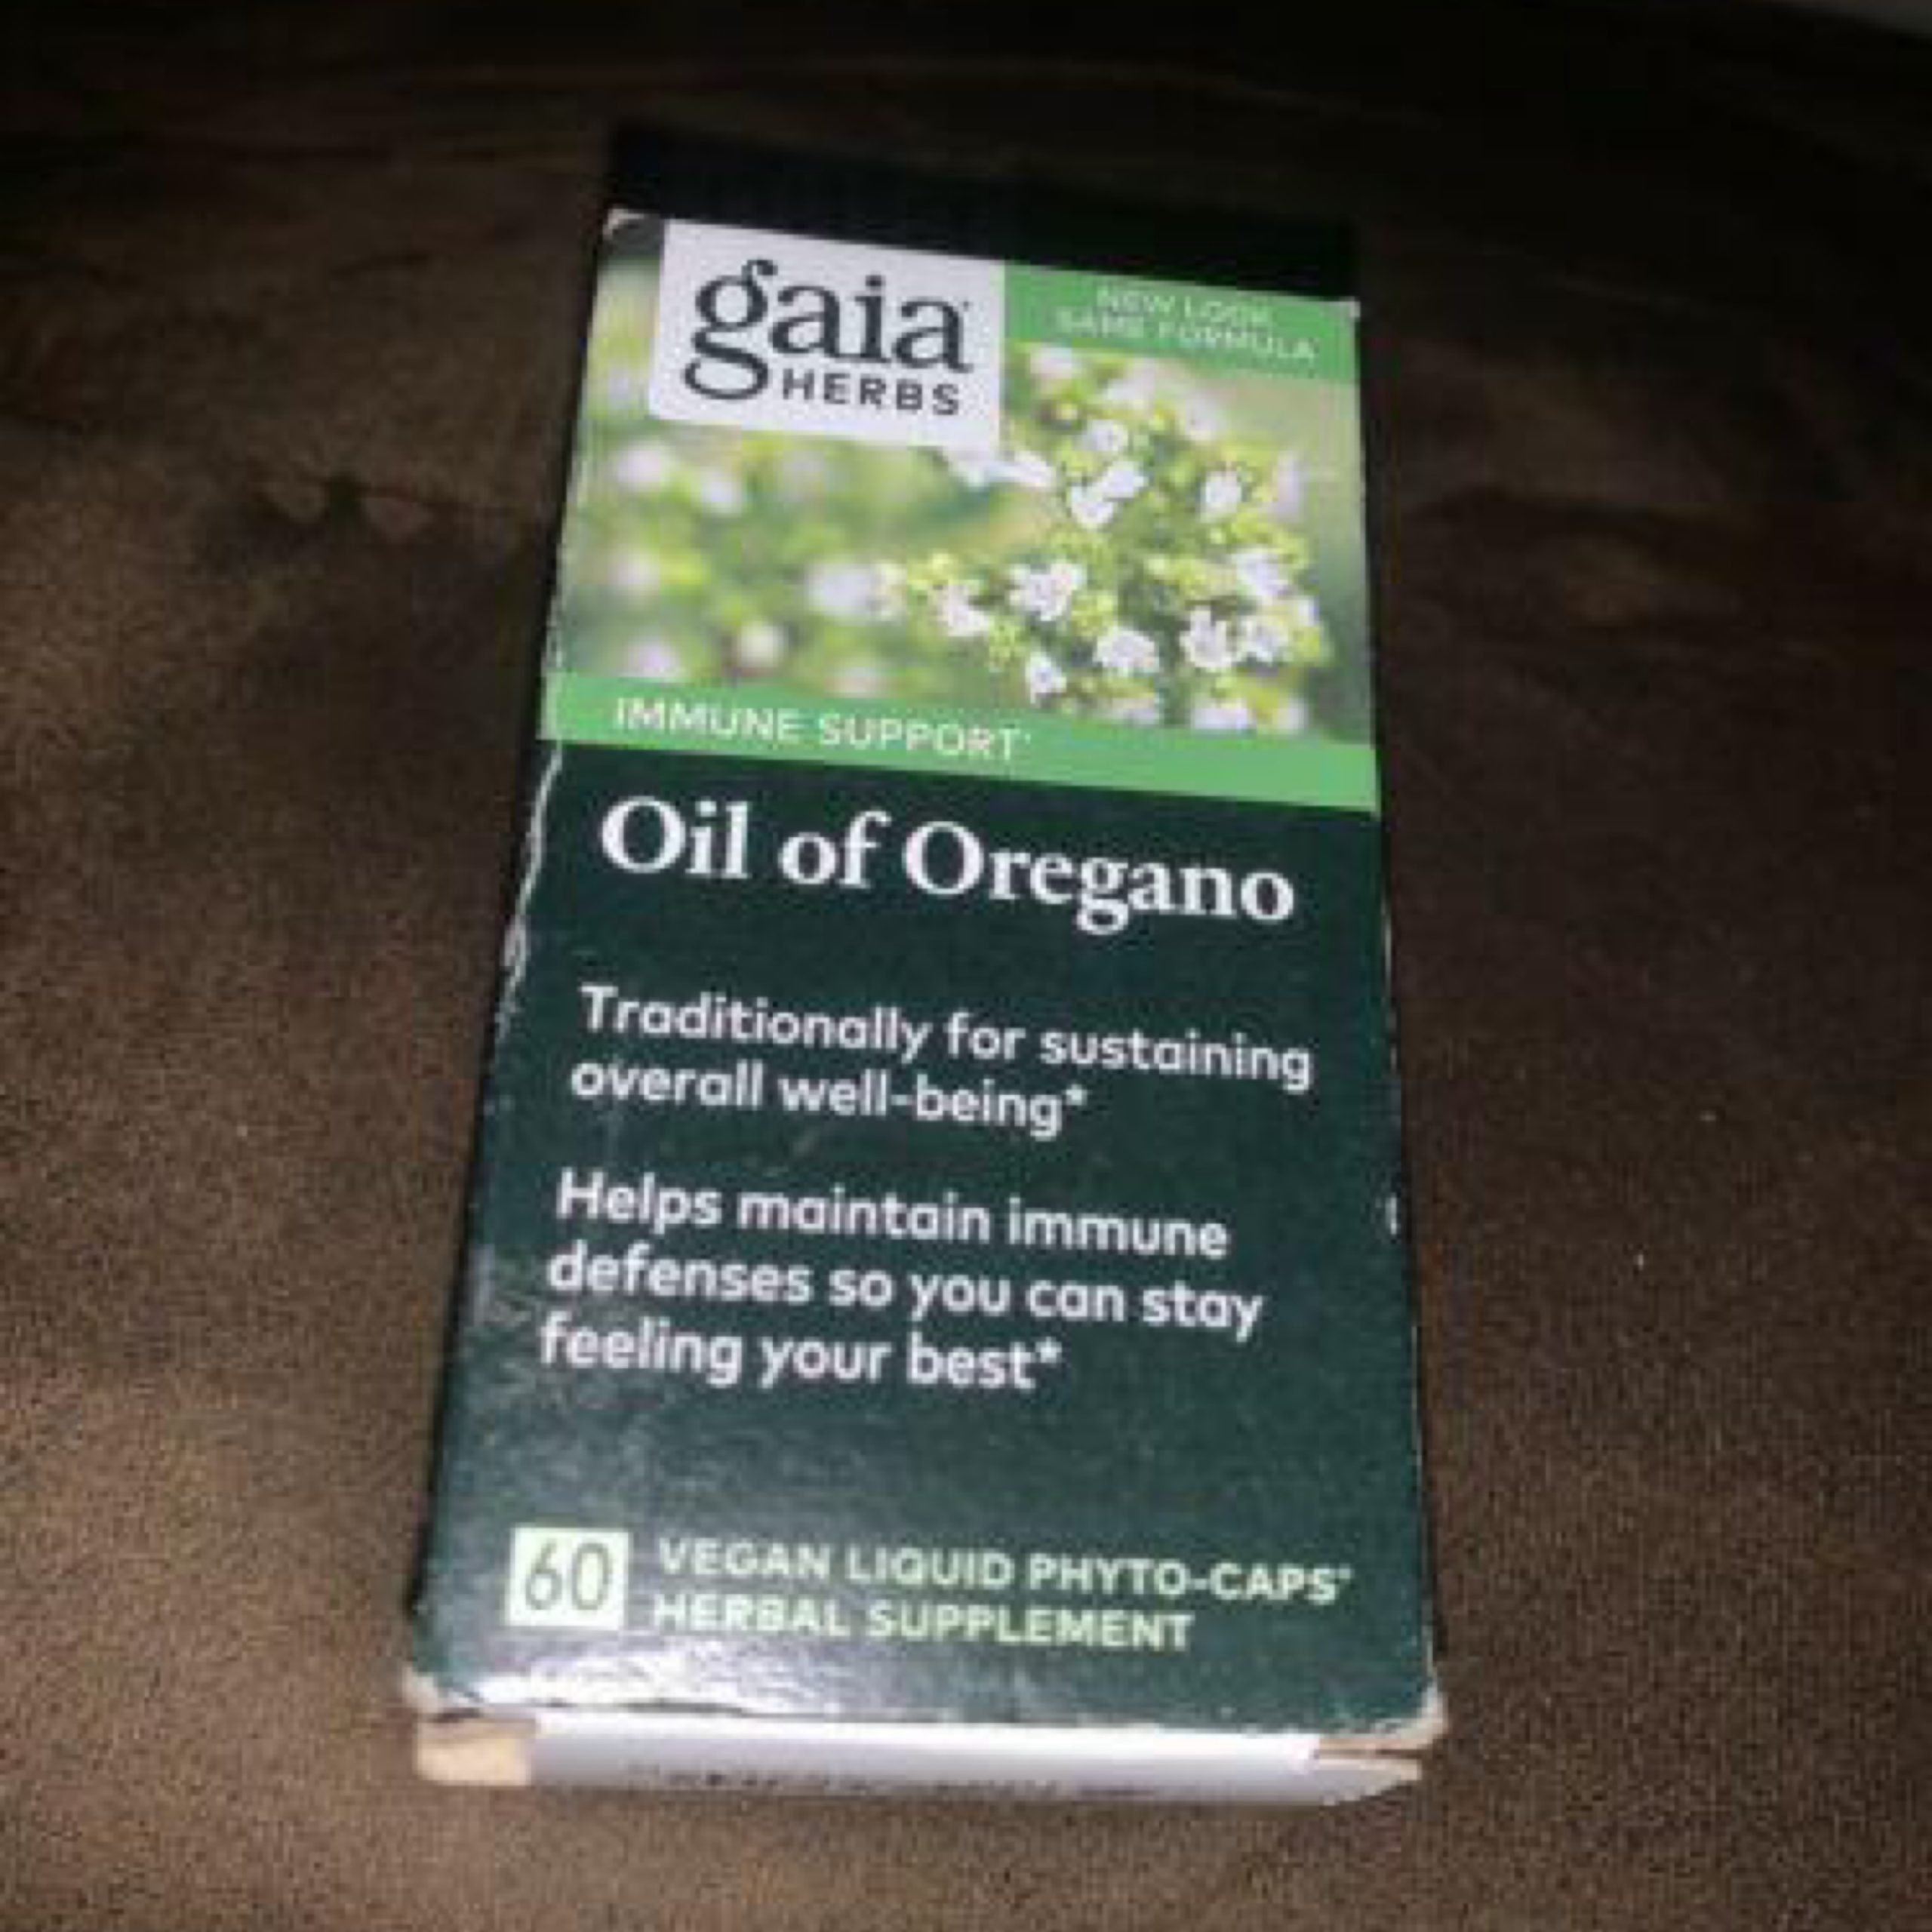 gaia
HERBS
NEW LOOK
SAME FORMULA
IMMUNE SUPPORT*
Oil of Oregano
Traditionally for sustaining
overall well-being*
Helps maintain immune
defenses so you can stay
feeling your best*
60
VEGAN LIQUID PHYTO-CAPS®
HERBAL SUPPLEMENT